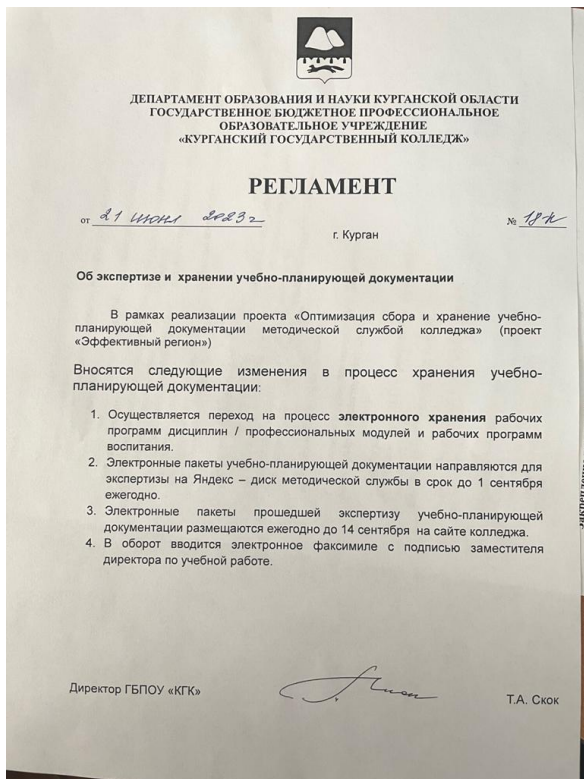 ДЕПАРТАМЕНТ ОБРАЗОВАНИЯ И НАУКИ КУРГАНСКОЙ ОБЛАСТИ
ГОСУДАРСТВЕННОЕ БЮДЖЕТНОЕ ПРОФЕССИОНАЛЬНОЕ
ОБРАЗОВАТЕЛЬНОЕ УЧРЕЖДЕНИЕ
«КУРГАНСКИЙ ГОСУДАРСТВЕННЫЙ КОЛЛЕДЖ»
РЕГЛАМЕНТ
от 21 июня 2023 г № 18-к
г. Курган
Об экспертизе и хранении учебно-планирующей документации
В рамках реализации проекта «Оптимизация сбора и хранение учебно-
планирующей документации методической службой колледжа» (проект
«Эффективный регион»)
Вносятся следующие изменения в процесс хранения учебно-
планирующей документации:
1. Осуществляется переход на процесс электронного хранения рабочих
программ дисциплин / профессиональных модулей и рабочих программ
воспитания.
2. Электронные пакеты учебно-планирующей документации направляются для
экспертизы на Яндекс – диск методической службы в срок до 1 сентября
ежегодно.
3. Электронные пакеты прошедшей экспертизу учебно-планирующей
документации размещаются ежегодно до 14 сентября на сайте колледжа.
4. В оборот вводится электронное факсимиле с подписью заместителя
директора по учебной работе.
Директор ГБПОУ «КГК» Т.А. Скок